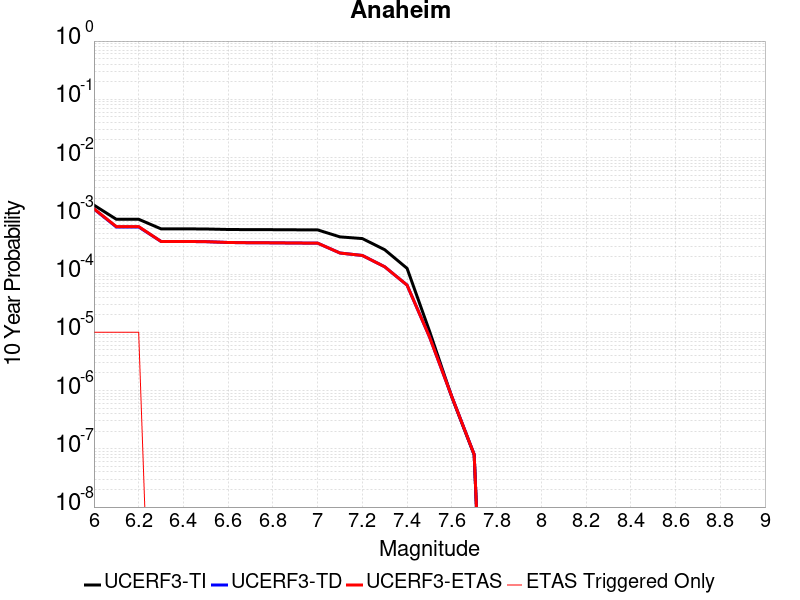 Anaheim
10 Year Probability
10^0
10^-1
10^-2
10^-3
10^-4
10^-5
10^-6
10^-7
10^-8
6 6.2 6.4 6.6 6.8 7 7.2 7.4 7.6 7.8 8 8.2 8.4 8.6 8.8 9
Magnitude
UCERF3-TI UCERF3-TD UCERF3-ETAS ETAS Triggered Only